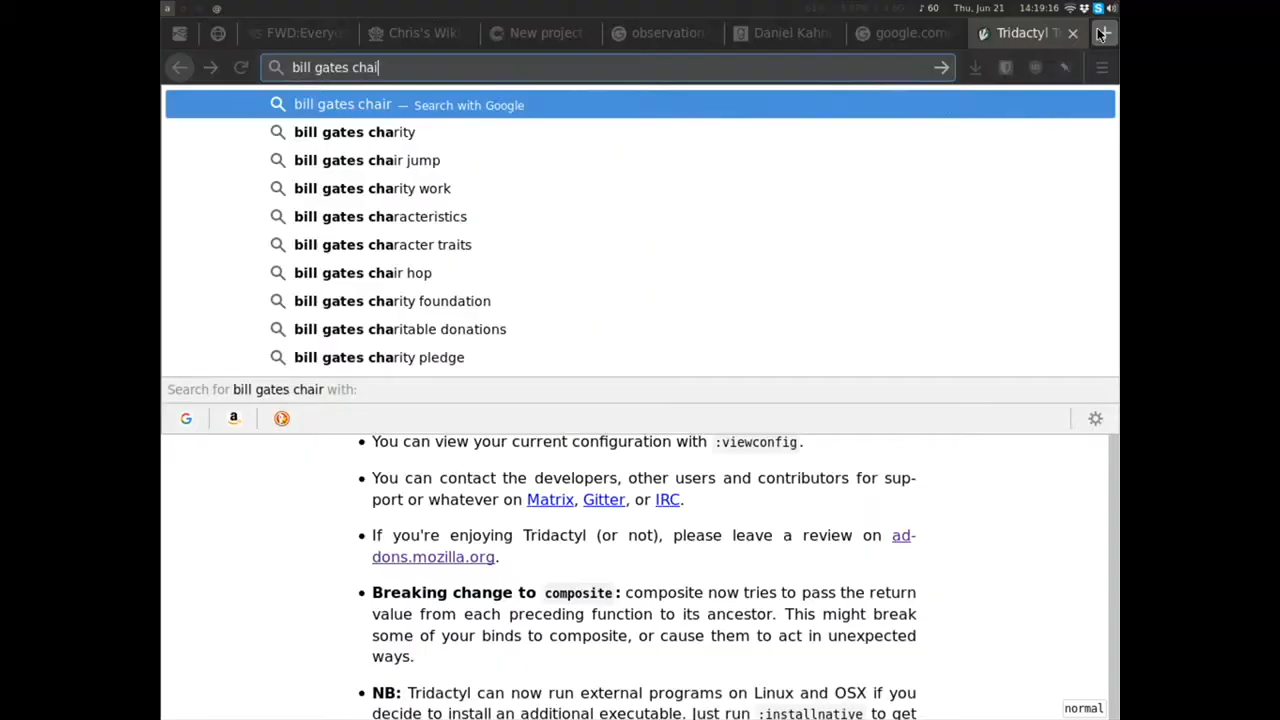 a
@
♪ 60
Thu, Jun 21
14:19:16
FWD:Everyo
Chris's Wiki
New project
observation
Daniel Kahn
google.com
Tridactyl T
bill gates chai
bill gates chair — Search with Google
bill gates charity
bill gates chair jump
bill gates charity work
bill gates characteristics
bill gates character traits
bill gates chair hop
bill gates charity foundation
bill gates charitable donations
bill gates charity pledge
Search for bill gates chair with:
• You can view your current configuration with :viewconfig.
• You can contact the developers, other users and contributors for sup-
port or whatever on Matrix, Gitter, or IRC.
• If you're enjoying Tridactyl (or not), please leave a review on ad-
dons.mozilla.org.
• Breaking change to composite: composite now tries to pass the return
value from each preceding function to its ancestor. This might break
some of your binds to composite, or cause them to act in unexpected
ways.
• NB: Tridactyl can now run external programs on Linux and OSX if you
decide to install an additional executable. Just run :installnative to get
normal